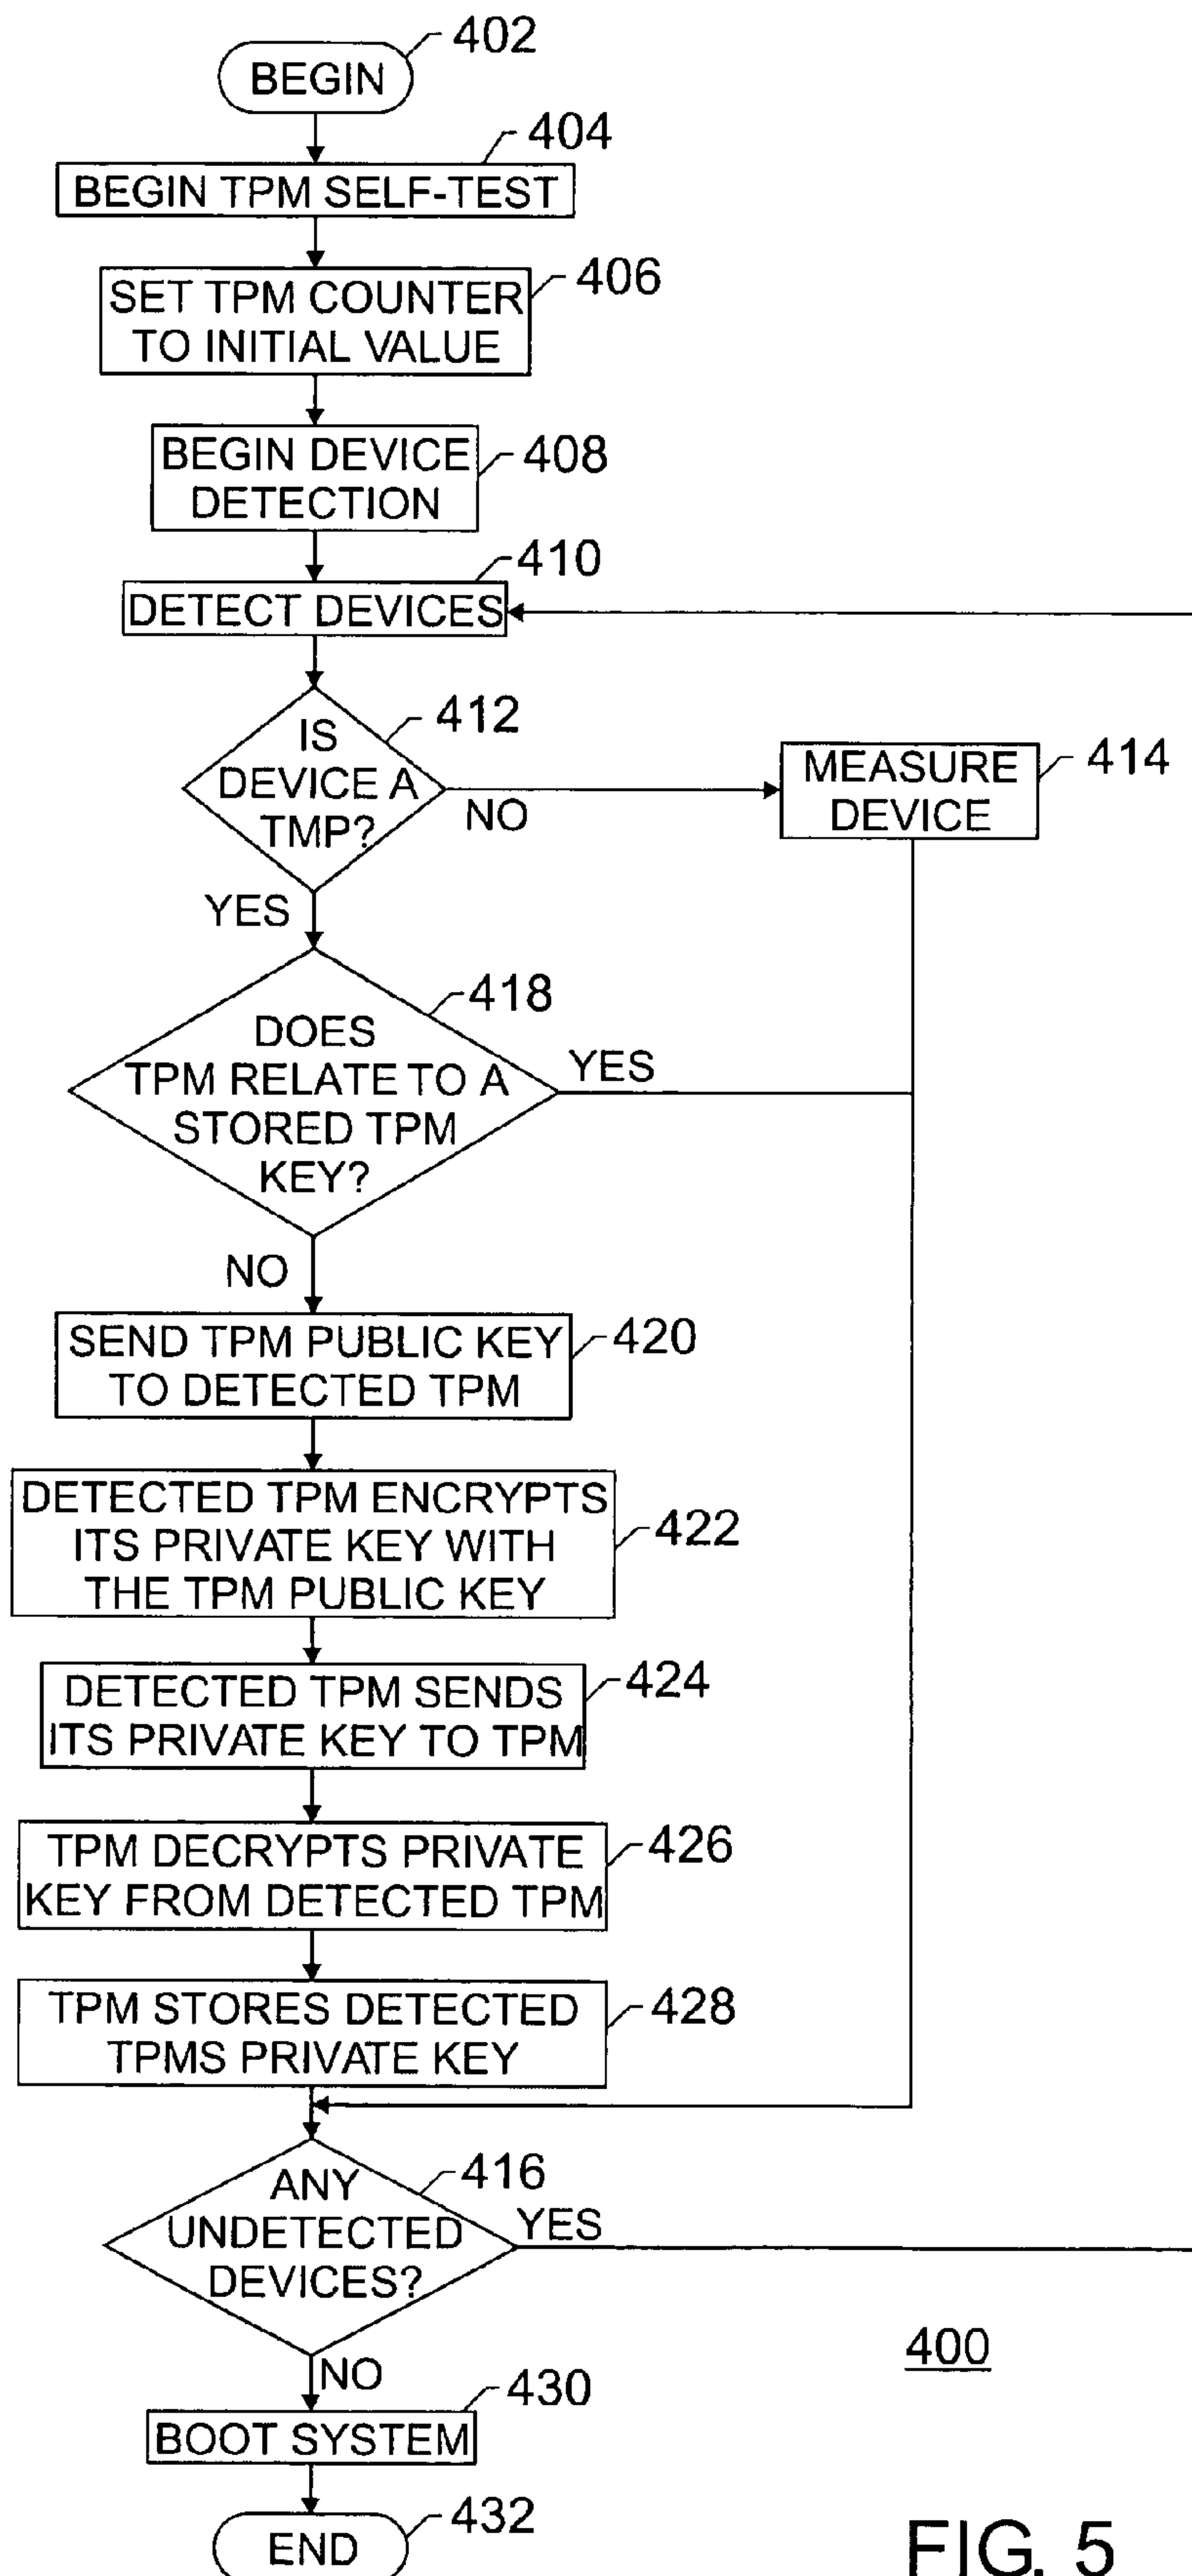 402
BEGIN
404
BEGIN TPM SELF-TEST
406
SET TPM COUNTER
TO INITIAL VALUE
BEGIN DEVICE
DETECTION
408
410
DETECT DEVICES
412
IS
DEVICE A
TMP?
NO
MEASURE
DEVICE
414
YES
418
DOES
TPM RELATE TO A
STORED TPM
KEY?
YES
NO
SEND TPM PUBLIC KEY
TO DETECTED TPM
420
DETECTED TPM ENCRYPTS
ITS PRIVATE KEY WITH
THE TPM PUBLIC KEY
422
DETECTED TPM SENDS
ITS PRIVATE KEY TO TPM
424
TPM DECRYPTS PRIVATE
KEY FROM DETECTED TPM
426
TPM STORES DETECTED
TPMS PRIVATE KEY
428
416
ANY
UNDETECTED
DEVICES?
YES
400
NO
430
BOOT SYSTEM
432
END
FIG. 5